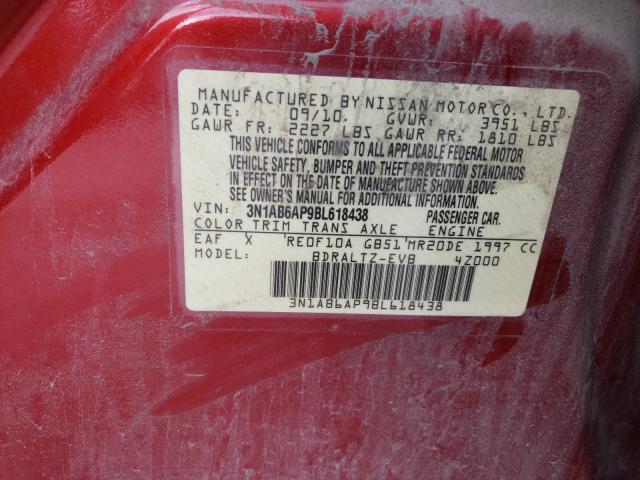 MANUFACTURED BY NISSAN MOTOR CO., LTD.
DATE: 09/10. GVWR: 3951 LBS
GAWR FR: 2227 LBS GAWR RR: 1810 LBS
THIS VEHICLE CONFORMS TO ALL APPLICABLE FEDERAL MOTOR
VEHICLE SAFETY, BUMPER AND THEFT PREVENTION STANDARDS
IN EFFECT ON THE DATE OF MANUFACTURE SHOWN ABOVE.
SEE OWNER'S MANUAL FOR ADDITIONAL INFORMATION.
VIN: 3N1AB6AP9BL618438 PASSENGER CAR.
COLOR TRIM TRANS AXLE ENGINE
EAF X RE0F10A GB51 MR20DE 1997 CC
MODEL: BDRALTZ-EVB 4Z000
3N1AB6AP9BL618438